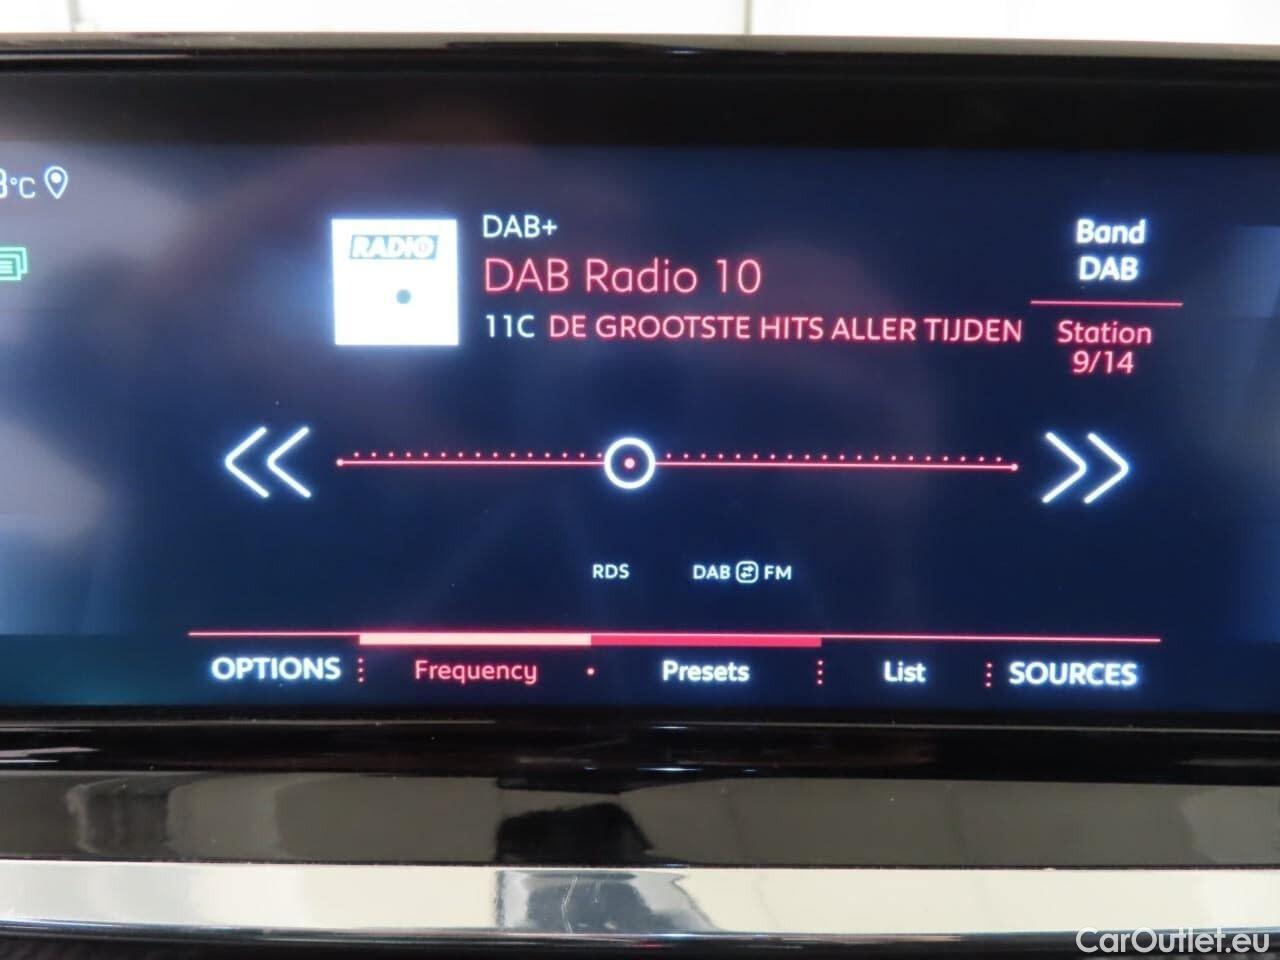 °C
DAB+
Band
DAB
RADIO
DAB Radio 10
11C DE GROOTSTE HITS ALLER TIJDEN
Station
9/14
RDS
DAB FM
OPTIONS
Frequency
Presets
List
SOURCES
CarOutlet.eu